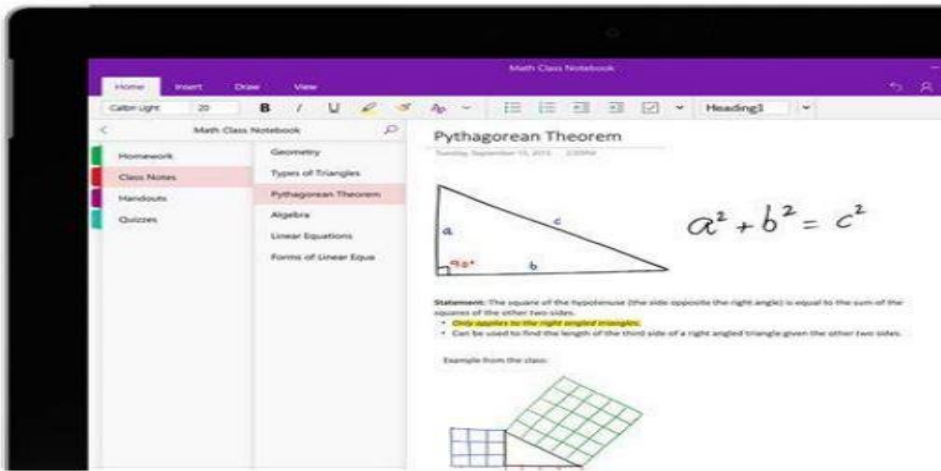 Math Class Notebook
Home Insert Draw View
Calibri Light 20 B I U Heading1
Math Class Notebook
Homework
Class Notes
Handouts
Quizzes
Geometry
Types of Triangles
Pythagorean Theorem
Algebra
Linear Equations
Forms of Linear Equa
Pythagorean Theorem
Tuesday, September 15, 2015
a
c
90°
b
a² + b² = c²
Statement: The square of the hypotenuse (the side opposite the right angle) is equal to the sum of the
squares of the other two sides.
• Only applies to the right angled triangles.
• Can be used to find the length of the third side of a right angled triangle given the other two sides.
Example from the class: